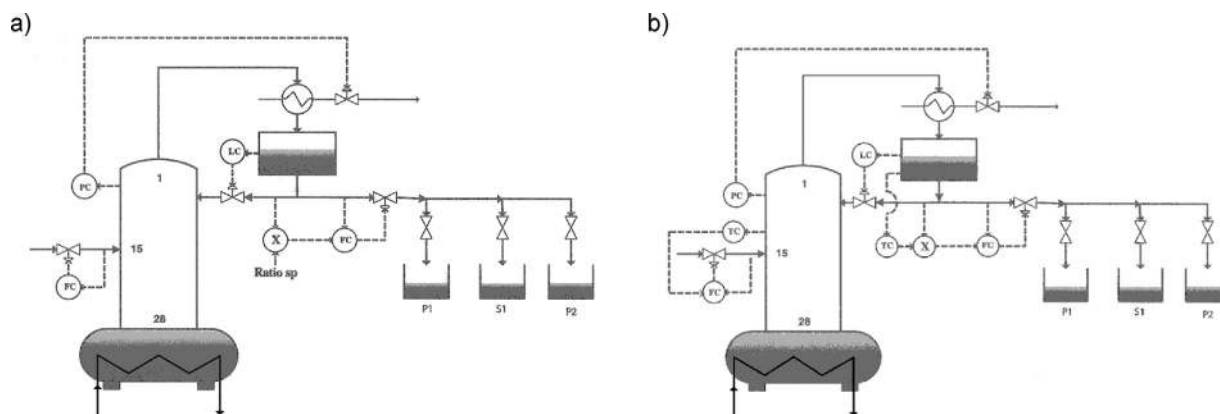 a)
1
LC
PC
15
X
FC
FC
Ratio sp
28
P1
S1
P2
b)
1
LC
PC
TC
15
TC
X
FC
FC
28
P1
S1
P2